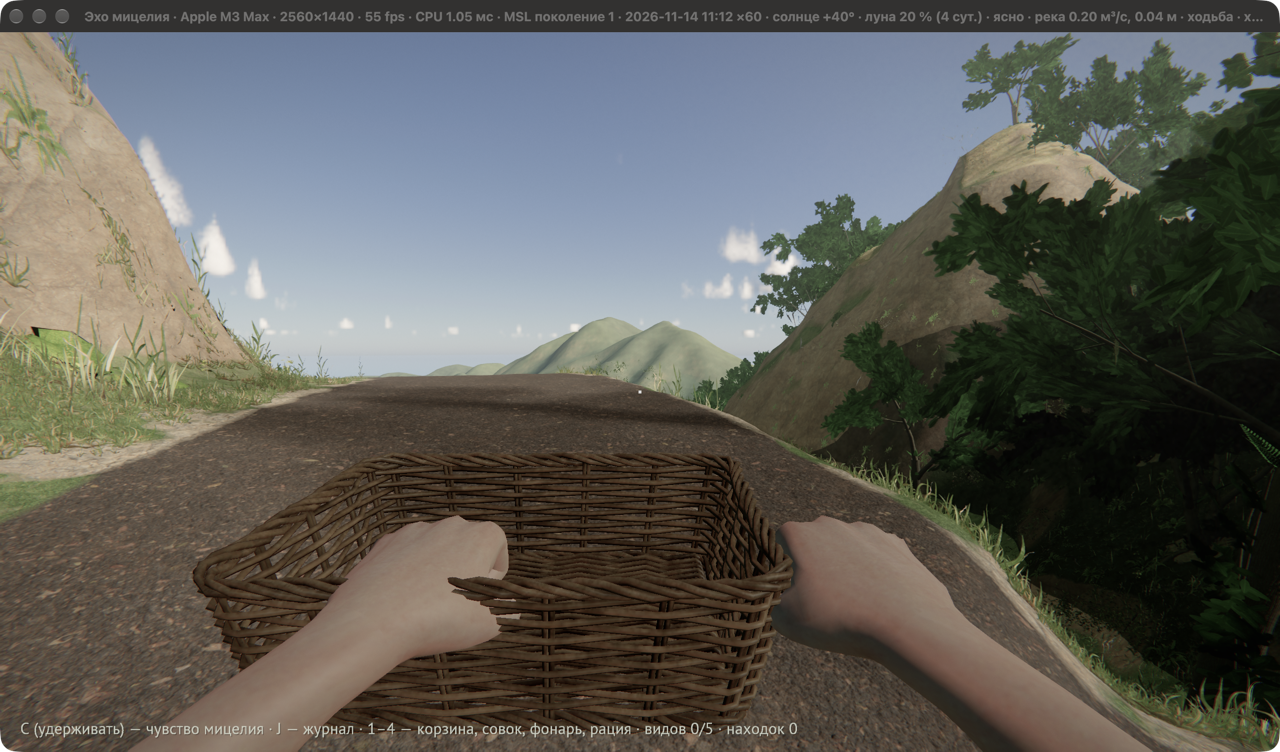 Эхо мицелия · Apple M3 Max · 2560×1440 · 55 fps · CPU 1.05 мс · MSL поколение 1 · 2026-11-14 11:12 ×60 · солнце +40° · луна 20 % (4 сут.) · ясно · река 0.20 м³/с, 0.04 м · ходьба · х...
C (удерживать) — чувство мицелия · J — журнал · 1–4 — корзина, совок, фонарь, рация · видов 0/5 · находок 0